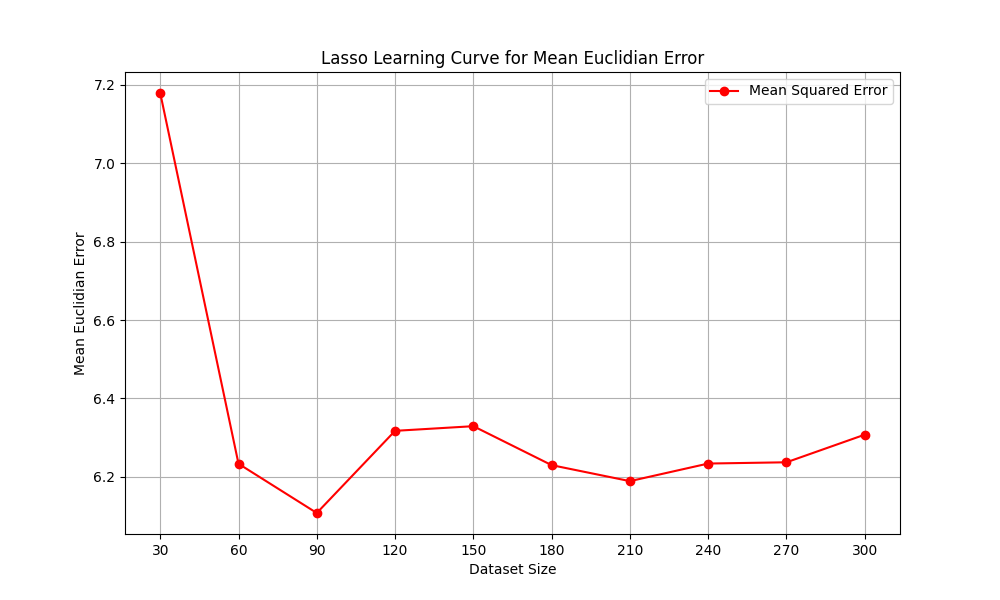 Lasso Learning Curve for Mean Euclidian Error
Mean Squared Error
Mean Euclidian Error
7.2
7.0
6.8
6.6
6.4
6.2
30 60 90 120 150 180 210 240 270 300
Dataset Size